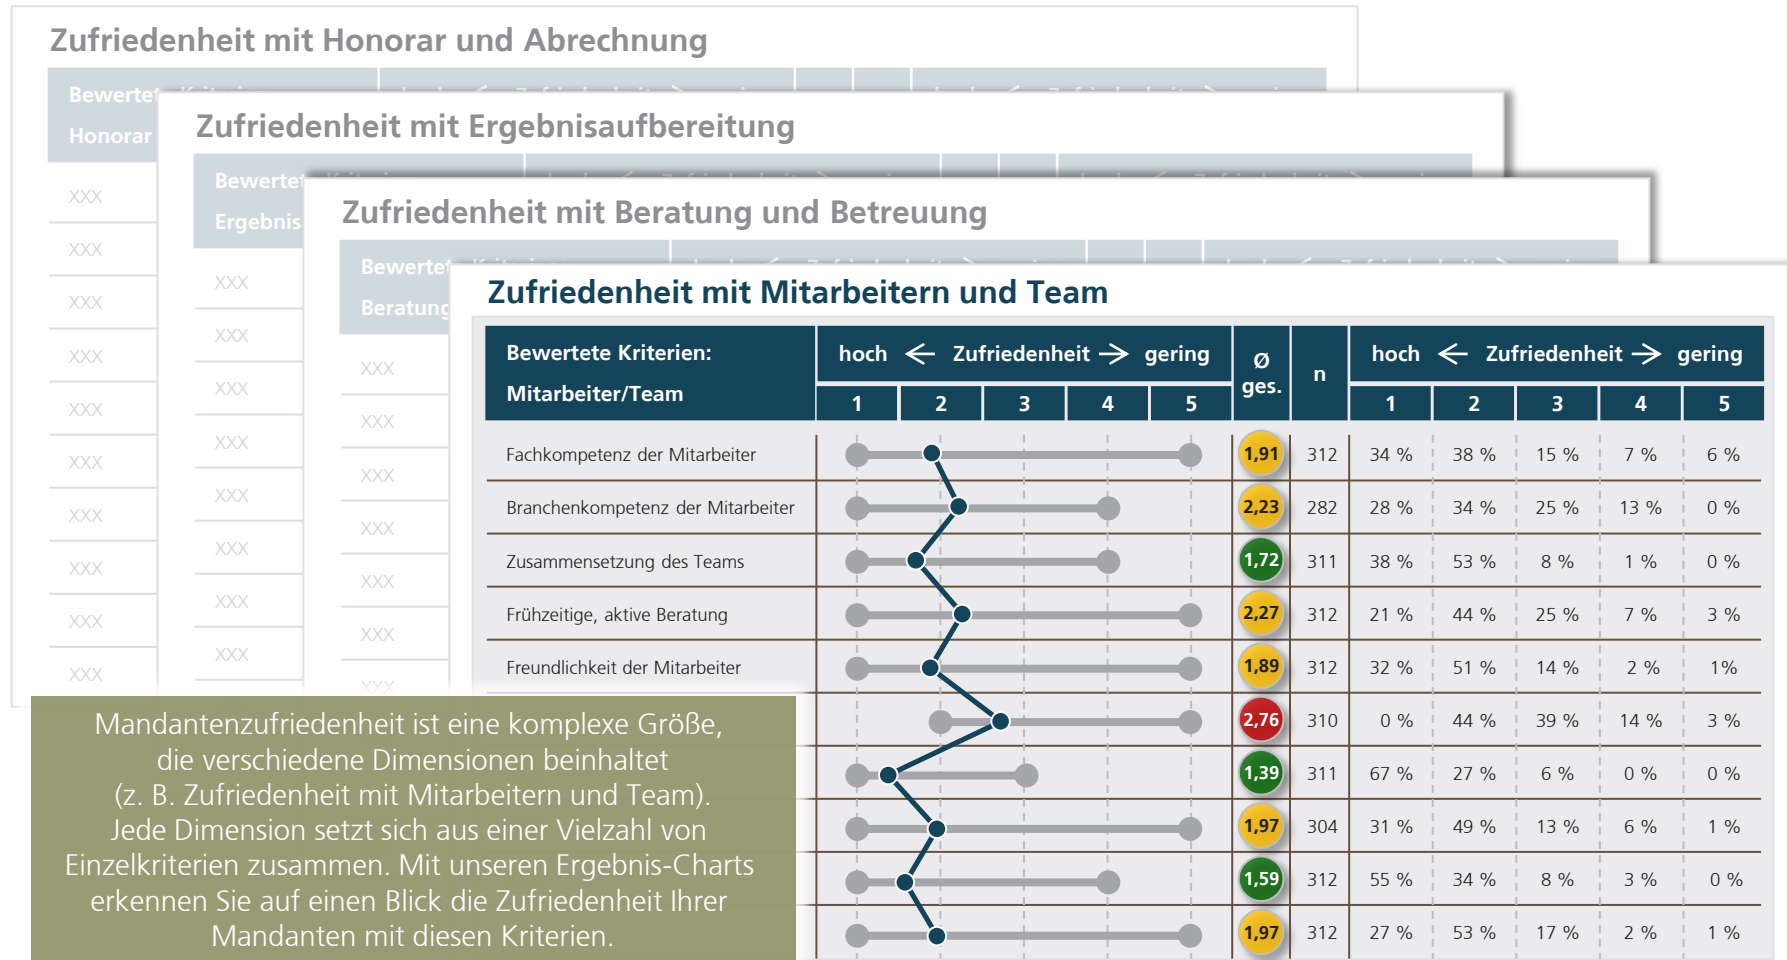 Zufriedenheit mit Honorar und Abrechnung
Honorar
XXX
XXX
XXX
XXX
XXX
XXX
XXX
XXX
XXX
XXX
Zufriedenheit mit Ergebnisaufbereitung
XXX
XXX
XXX
XXX
XXX
XXX
XXX
XXX
Zufriedenheit mit Beratung und Betreuung
Beratung
XXX
XXX
XXX
XXX
XXX
XXX
XXX
Zufriedenheit mit Mitarbeitern und Team
Bewertete Kriterien: hoch ← Zufriedenheit → gering Ø ges. n hoch ← Zufriedenheit → gering
Mitarbeiter/Team 1 2 3 4 5 1 2 3 4 5
Fachkompetenz der Mitarbeiter 1,91 312 34 % 38 % 15 % 7 % 6 %
Branchenkompetenz der Mitarbeiter 2,23 282 28 % 34 % 25 % 13 % 0 %
Zusammensetzung des Teams 1,72 311 38 % 53 % 8 % 1 % 0 %
Frühzeitige, aktive Beratung 2,27 312 21 % 44 % 25 % 7 % 3 %
Freundlichkeit der Mitarbeiter 1,89 312 32 % 51 % 14 % 2 % 1%
2,76 310 0 % 44 % 39 % 14 % 3 %
1,39 311 67 % 27 % 6 % 0 % 0 %
1,97 304 31 % 49 % 13 % 6 % 1 %
1,59 312 55 % 34 % 8 % 3 % 0 %
1,97 312 27 % 53 % 17 % 2 % 1 %
Mandantenzufriedenheit ist eine komplexe Größe,
die verschiedene Dimensionen beinhaltet
(z. B. Zufriedenheit mit Mitarbeitern und Team).
Jede Dimension setzt sich aus einer Vielzahl von
Einzelkriterien zusammen. Mit unseren Ergebnis-Charts
erkennen Sie auf einen Blick die Zufriedenheit Ihrer
Mandanten mit diesen Kriterien.